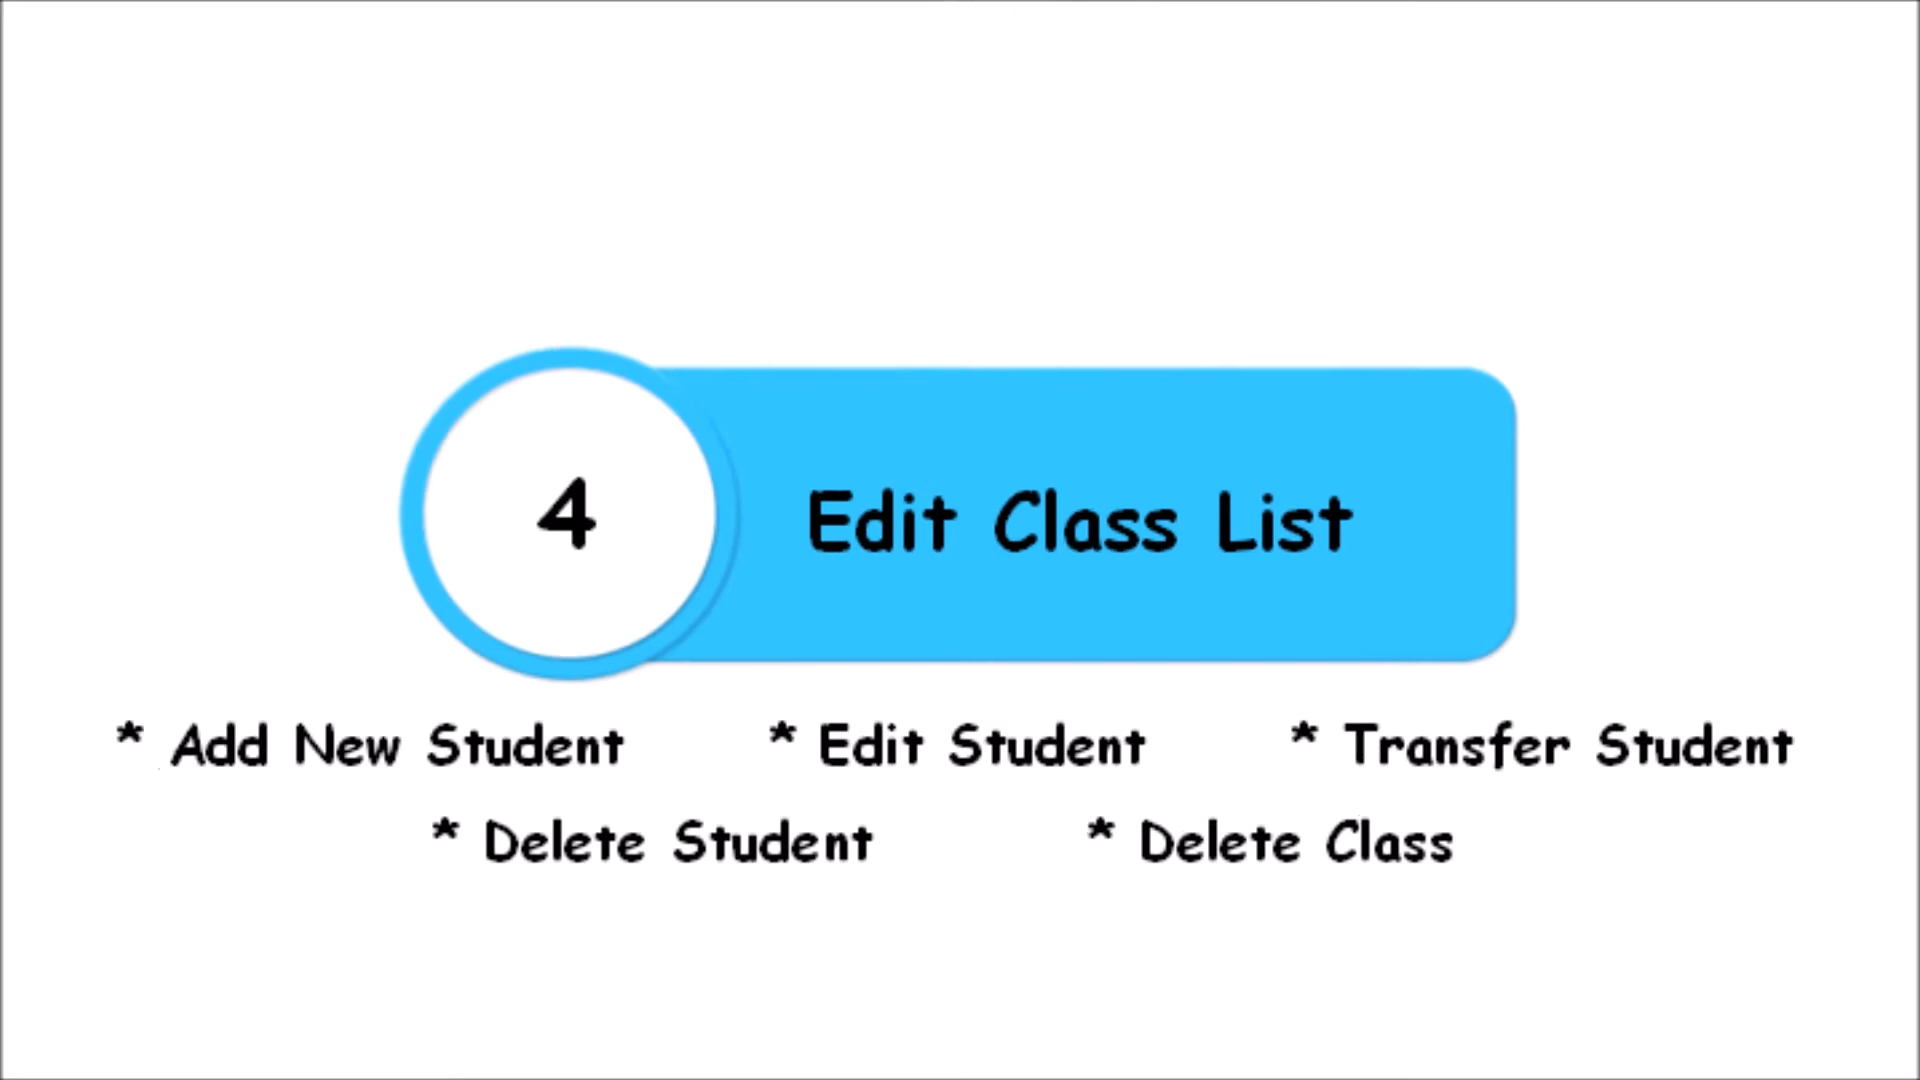 4 Edit Class List
* Add New Student * Edit Student * Transfer Student
* Delete Student * Delete Class